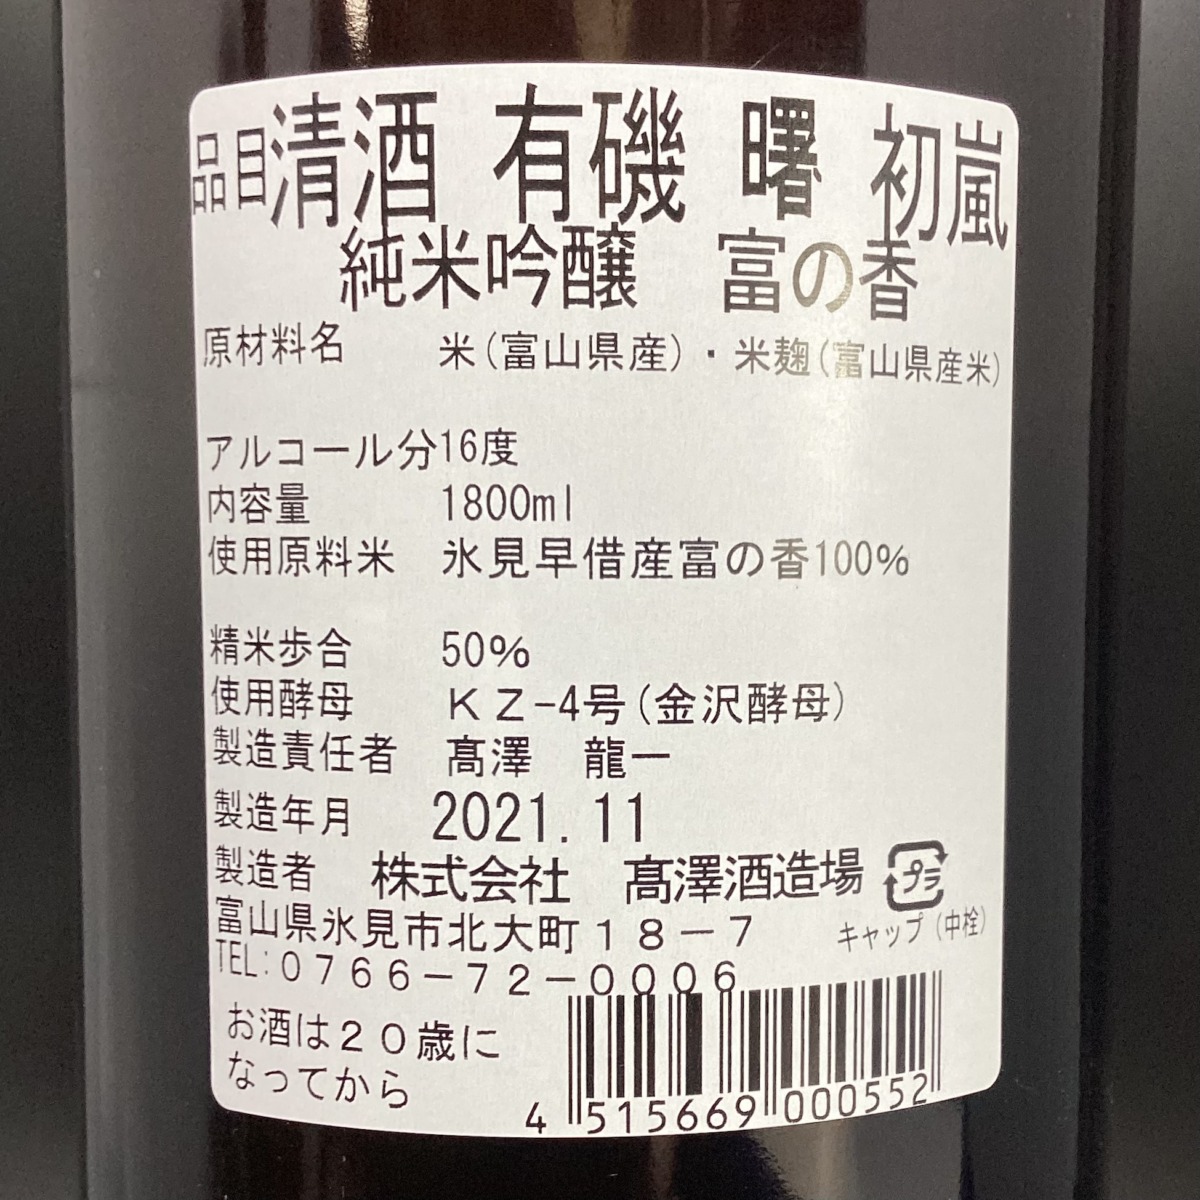 品目清酒 有磯 曙 初嵐
純米吟醸 富の香
原材料名 米(富山県産)・米麹(富山県産米)
アルコール分16度
内容量 1800ml
使用原料米 氷見早借産富の香100%
精米歩合 50%
使用酵母 KZ-4号(金沢酵母)
製造責任者 髙澤 龍一
製造年月 2021.11
製造者 株式会社 髙澤酒造場 プラ
富山県氷見市北大町18-7 キャップ(中栓)
TEL:0766-72-0006
お酒は20歳に
なってから
4 515669 000552